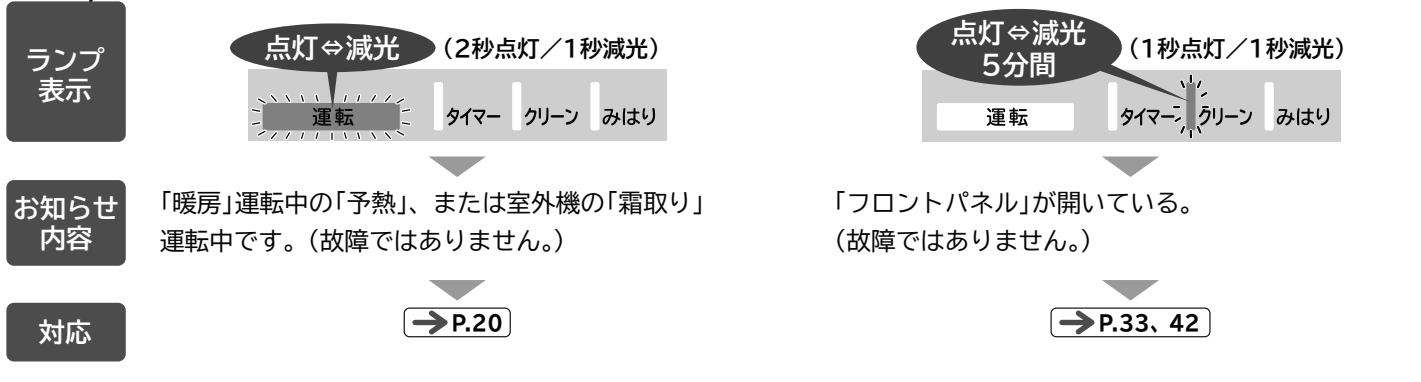 ランプ
表示
点灯⇔減光 (2秒点灯／1秒減光)
運転 タイマー クリーン みはり
点灯⇔減光
5分間
(1秒点灯／1秒減光)
運転 タイマー クリーン みはり
お知らせ
内容
「暖房」運転中の「予熱」、または室外機の「霜取り」
運転中です。(故障ではありません。)
「フロントパネル」が開いている。
(故障ではありません。)
対応
→P.20
→P.33、42